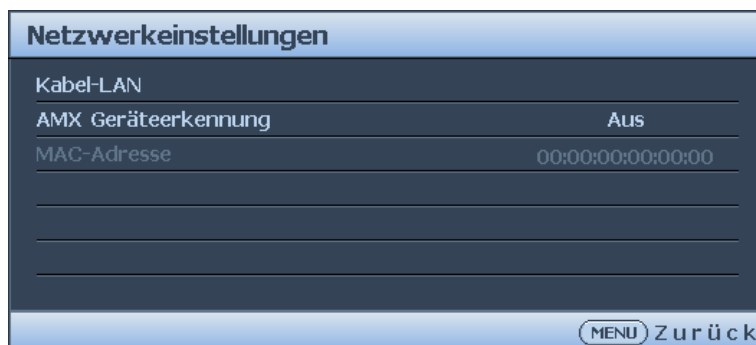 Netzwerkeinstellungen
Kabel-LAN
AMX Geräteerkennung Aus
MAC-Adresse 00:00:00:00:00:00
MENU Zurück